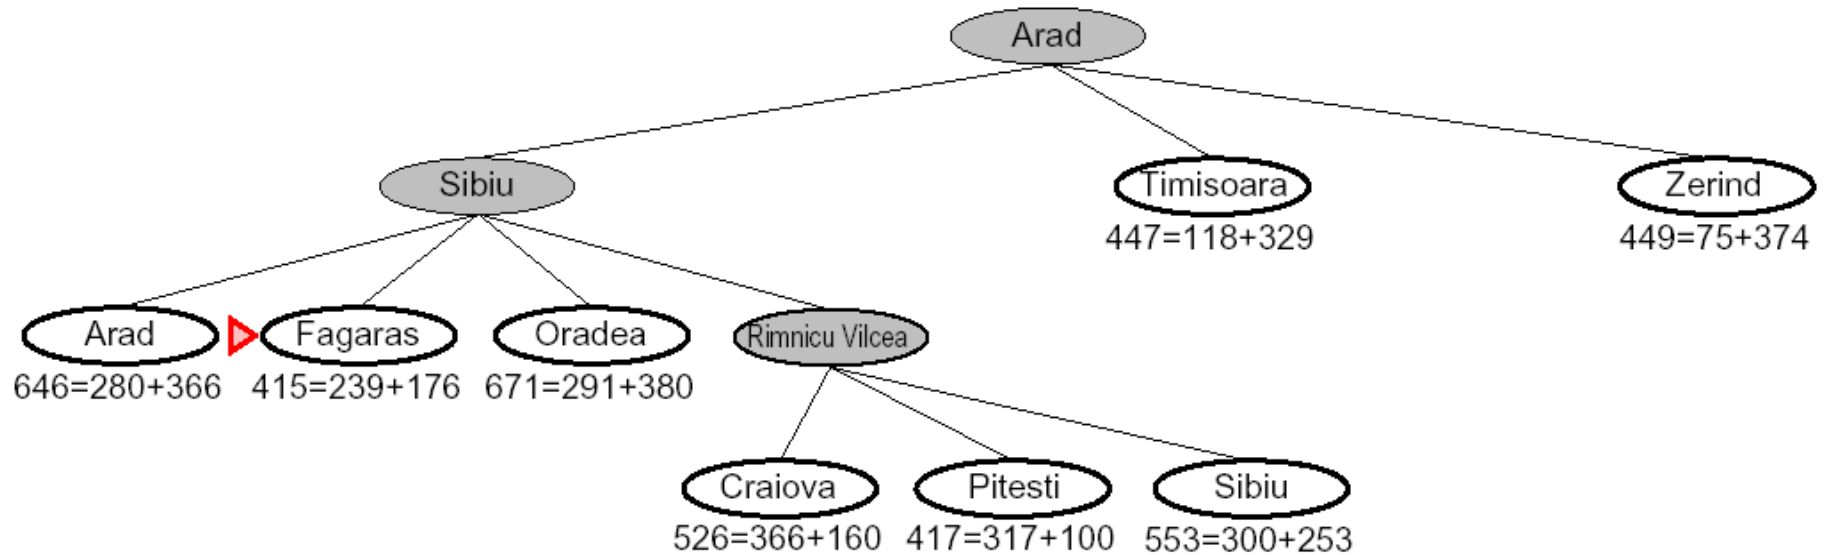 Arad
Sibiu
Timisoara
Zerind
447=118+329
449=75+374
Arad
Fagaras
Oradea
Rimnicu Vilcea
646=280+366
415=239+176
671=291+380
Craiova
Pitesti
Sibiu
526=366+160
417=317+100
553=300+253